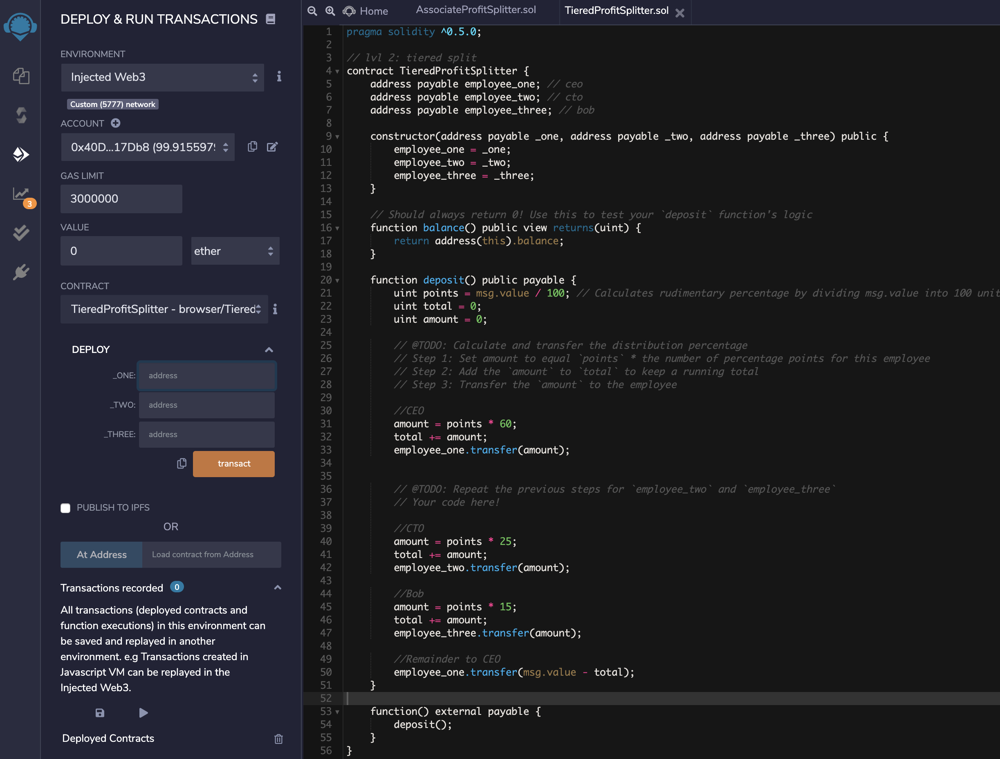 DEPLOY & RUN TRANSACTIONS
ENVIRONMENT
Injected Web3
Custom (5777) network
ACCOUNT
0x40D...17Db8 (99.9155979
GAS LIMIT
3000000
3
VALUE
0
ether
CONTRACT
TieredProfitSplitter - browser/Tiered
DEPLOY
_ONE: address
_TWO: address
_THREE: address
transact
PUBLISH TO IPFS
OR
At Address
Load contract from Address
Transactions recorded 0
All transactions (deployed contracts and
function executions) in this environment can
be saved and replayed in another
environment. e.g Transactions created in
Javascript VM can be replayed in the
Injected Web3.
Deployed Contracts
Home
AssociateProfitSplitter.sol
TieredProfitSplitter.sol
1 pragma solidity ^0.5.0;
2
3 // lvl 2: tiered split
4 contract TieredProfitSplitter {
5 address payable employee_one; // ceo
6 address payable employee_two; // cto
7 address payable employee_three; // bob
8
9 constructor(address payable _one, address payable _two, address payable _three) public {
10 employee_one = _one;
11 employee_two = _two;
12 employee_three = _three;
13 }
14
15 // Should always return 0! Use this to test your `deposit` function's logic
16 function balance() public view returns(uint) {
17 return address(this).balance;
18 }
19
20 function deposit() public payable {
21 uint points = msg.value / 100; // Calculates rudimentary percentage by dividing msg.value into 100 unit
22 uint total = 0;
23 uint amount = 0;
24
25 // @TODO: Calculate and transfer the distribution percentage
26 // Step 1: Set amount to equal `points` * the number of percentage points for this employee
27 // Step 2: Add the `amount` to `total` to keep a running total
28 // Step 3: Transfer the `amount` to the employee
29
30 //CEO
31 amount = points * 60;
32 total += amount;
33 employee_one.transfer(amount);
34
35
36 // @TODO: Repeat the previous steps for `employee_two` and `employee_three`
37 // Your code here!
38
39 //CTO
40 amount = points * 25;
41 total += amount;
42 employee_two.transfer(amount);
43
44 //Bob
45 amount = points * 15;
46 total += amount;
47 employee_three.transfer(amount);
48
49 //Remainder to CEO
50 employee_one.transfer(msg.value - total);
51 }
52
53 function() external payable {
54 deposit();
55 }
56 }